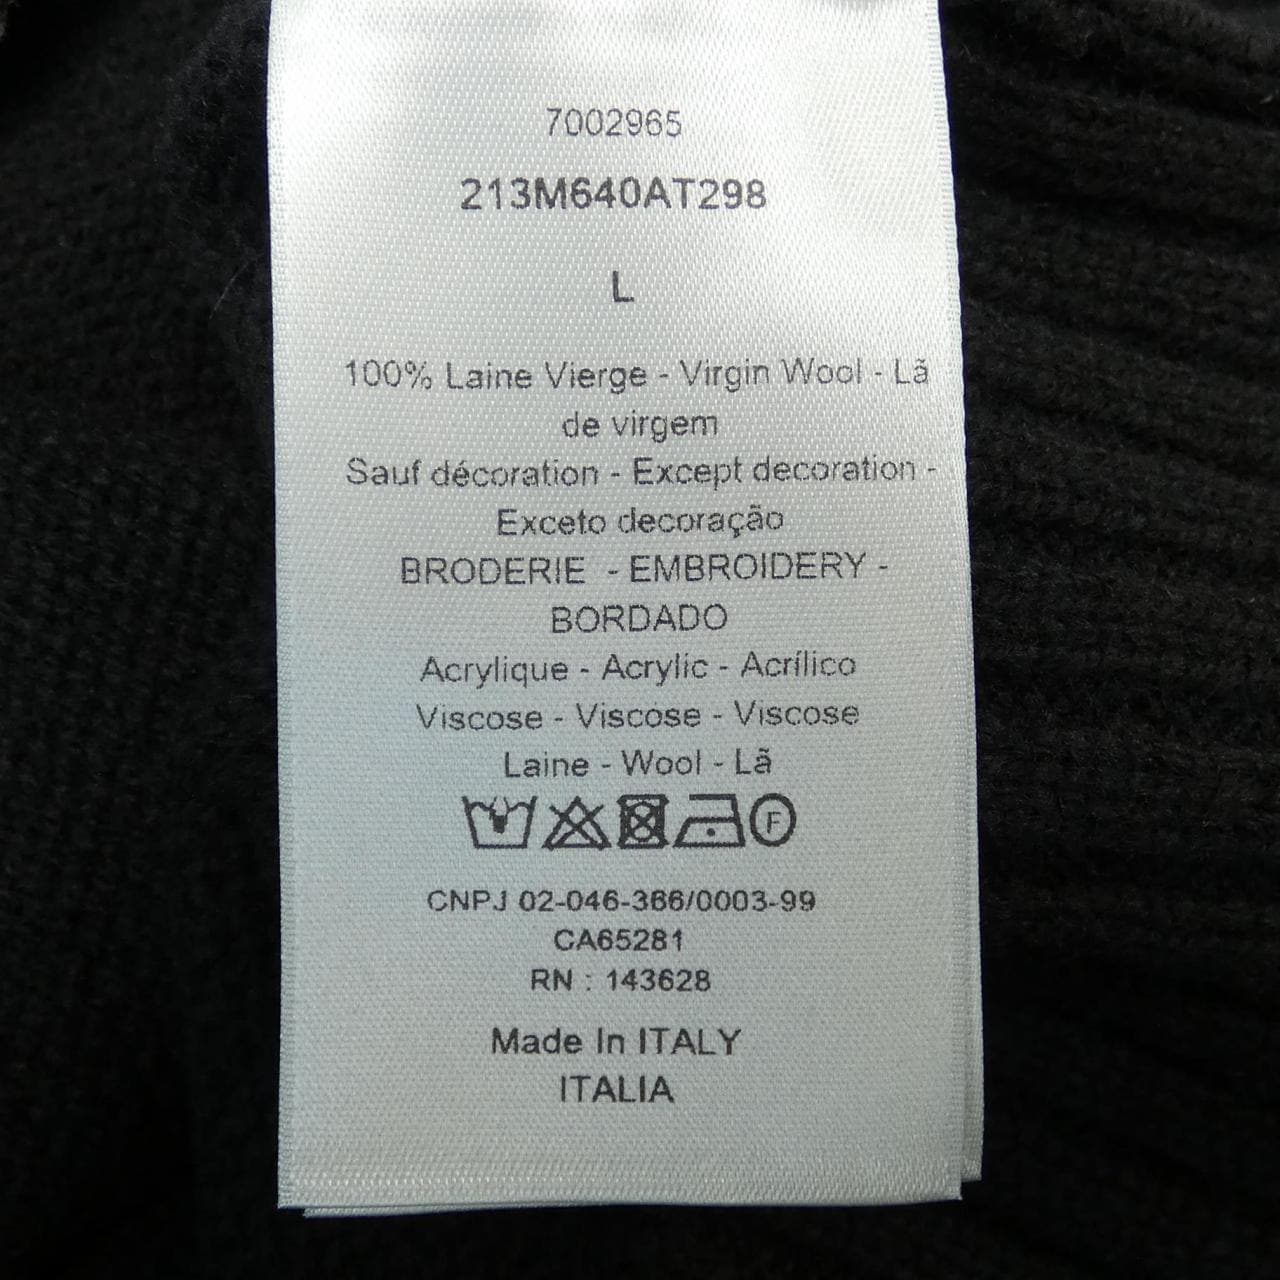 7002965
213M640AT298
L
100% Laine Vierge - Virgin Wool - Lã
de virgem
Sauf décoration - Except decoration -
Exceto decoração
BRODERIE - EMBROIDERY -
BORDADO
Acrylique - Acrylic - Acrílico
Viscose - Viscose - Viscose
Laine - Wool - Lã
F
CNPJ 02-046-386/0003-99
CA65281
RN : 143628
Made In ITALY
ITALIA